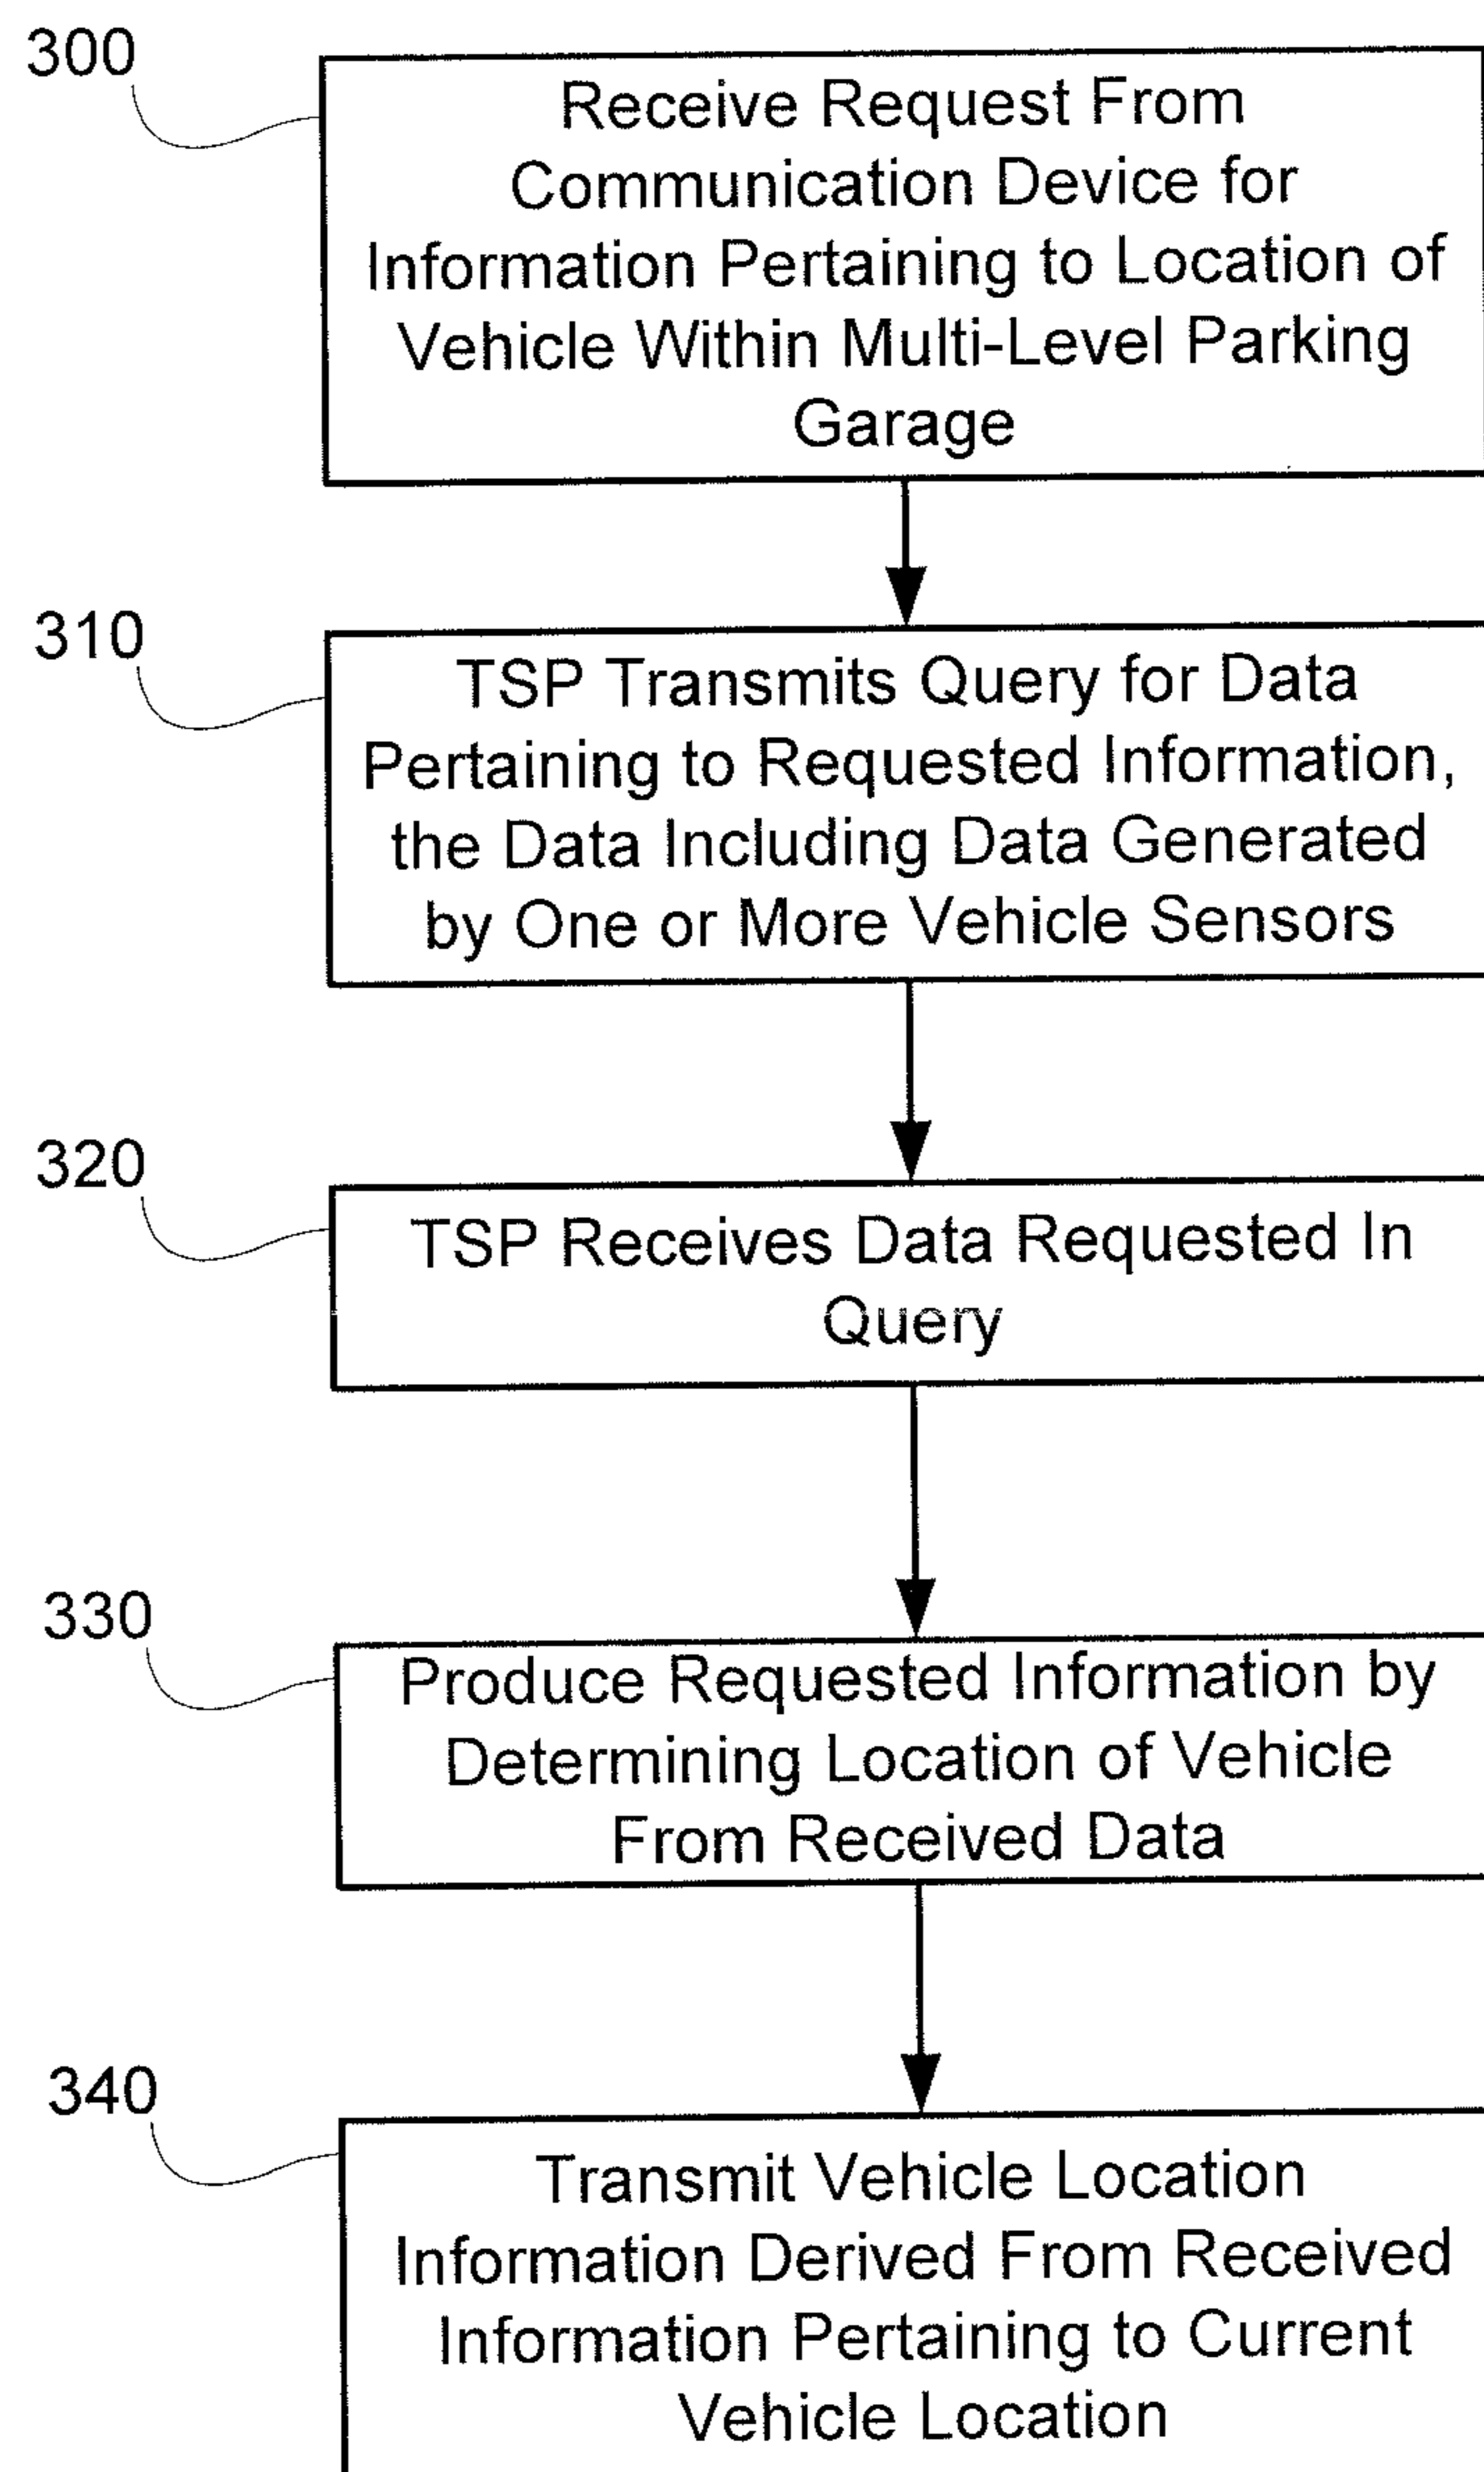 300
Receive Request From
Communication Device for
Information Pertaining to Location of
Vehicle Within Multi-Level Parking
Garage
310
TSP Transmits Query for Data
Pertaining to Requested Information,
the Data Including Data Generated
by One or More Vehicle Sensors
320
TSP Receives Data Requested In
Query
330
Produce Requested Information by
Determining Location of Vehicle
From Received Data
340
Transmit Vehicle Location
Information Derived From Received
Information Pertaining to Current
Vehicle Location